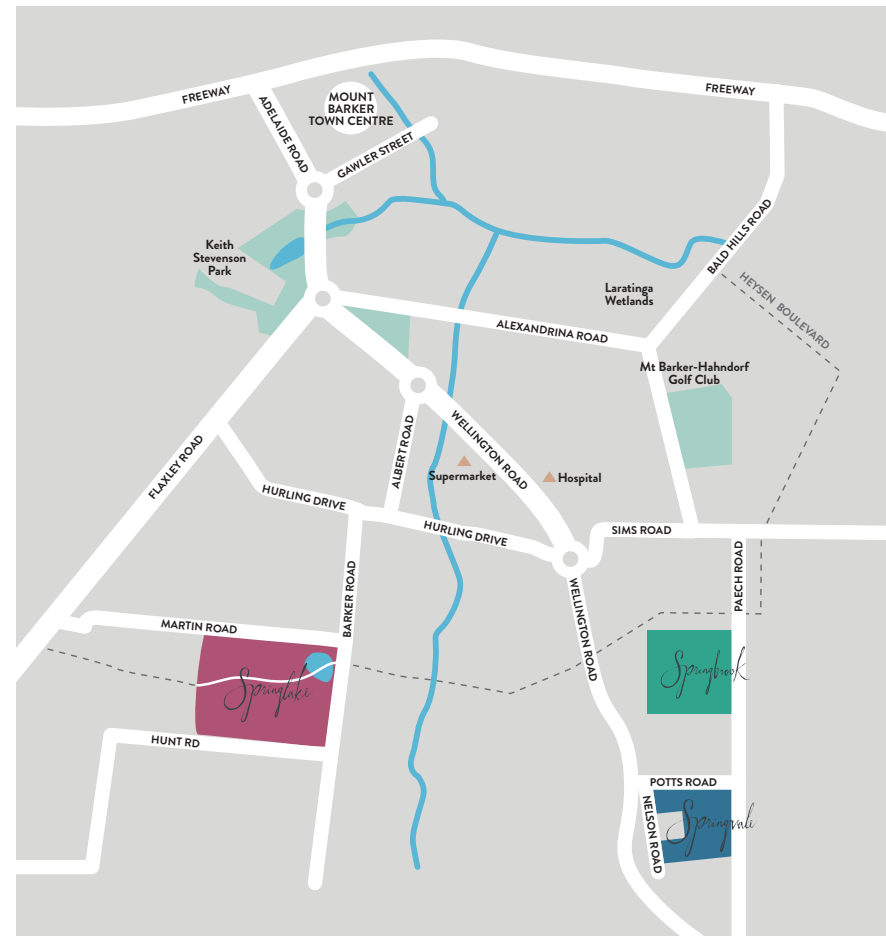 FREEWAY
FREEWAY
MOUNT
BARKER
TOWN CENTRE
ADELAIDE ROAD
GAWLER STREET
BALD HILLS ROAD
Keith
Stevenson
Park
Laratinga
Wetlands
HEYSEN BOULEVARD
ALEXANDRINA ROAD
Mt Barker-Hahndorf
Golf Club
FLAXLEY ROAD
ALBERT ROAD
WELLINGTON ROAD
Supermarket
Hospital
HURLING DRIVE
HURLING DRIVE
SIMS ROAD
BARKER ROAD
PAECH ROAD
WELLINGTON ROAD
MARTIN ROAD
Springlake
Springbrook
HUNT RD
POTTS ROAD
NELSON ROAD
Springvale